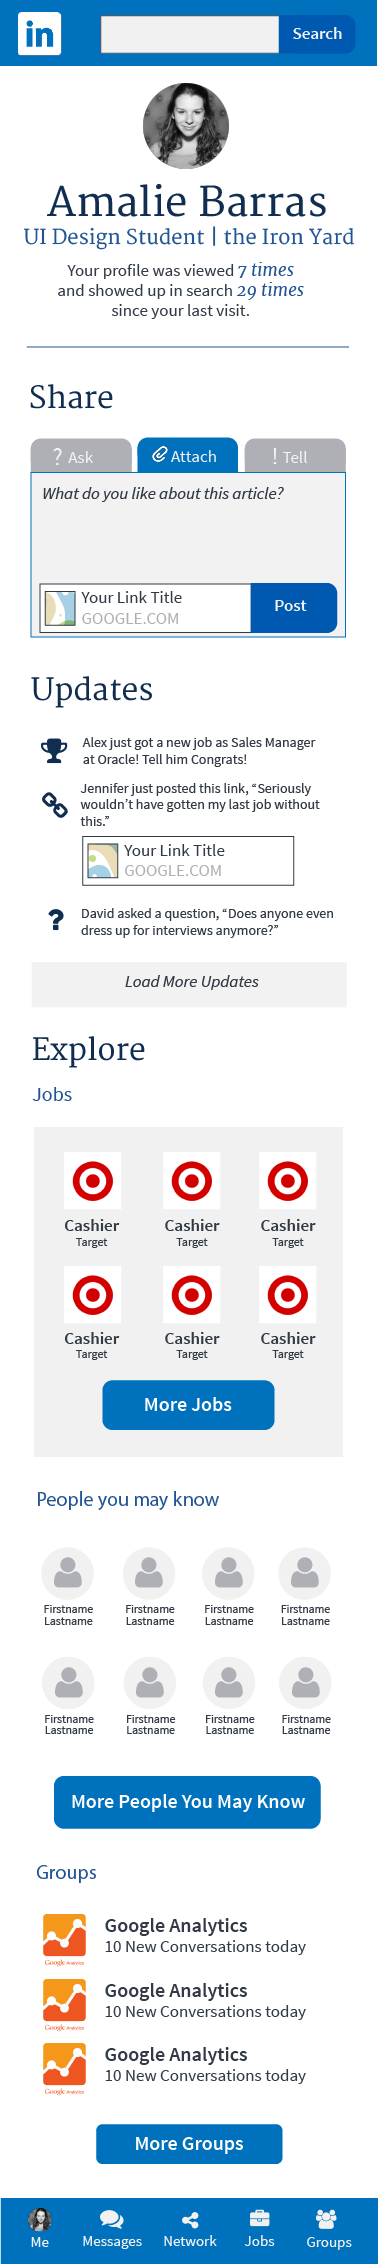 in
Search
Amalie Barras
UI Design Student | the Iron Yard
Your profile was viewed 7 times
and showed up in search 29 times
since your last visit.
Share
? Ask
Attach
! Tell
What do you like about this article?
Your Link Title
GOOGLE.COM
Post
Updates
Alex just got a new job as Sales Manager
at Oracle! Tell him Congrats!
Jennifer just posted this link, “Seriously
wouldn’t have gotten my last job without
this.”
Your Link Title
GOOGLE.COM
?
David asked a question, “Does anyone even
dress up for interviews anymore?”
Load More Updates
Explore
Jobs
Cashier
Target
Cashier
Target
Cashier
Target
Cashier
Target
Cashier
Target
Cashier
Target
More Jobs
People you may know
Firstname
Lastname
Firstname
Lastname
Firstname
Lastname
Firstname
Lastname
Firstname
Lastname
Firstname
Lastname
Firstname
Lastname
Firstname
Lastname
More People You May Know
Groups
Google Analytics
Google Analytics
10 New Conversations today
Google Analytics
Google Analytics
10 New Conversations today
Google Analytics
Google Analytics
10 New Conversations today
More Groups
Me
Messages
Network
Jobs
Groups